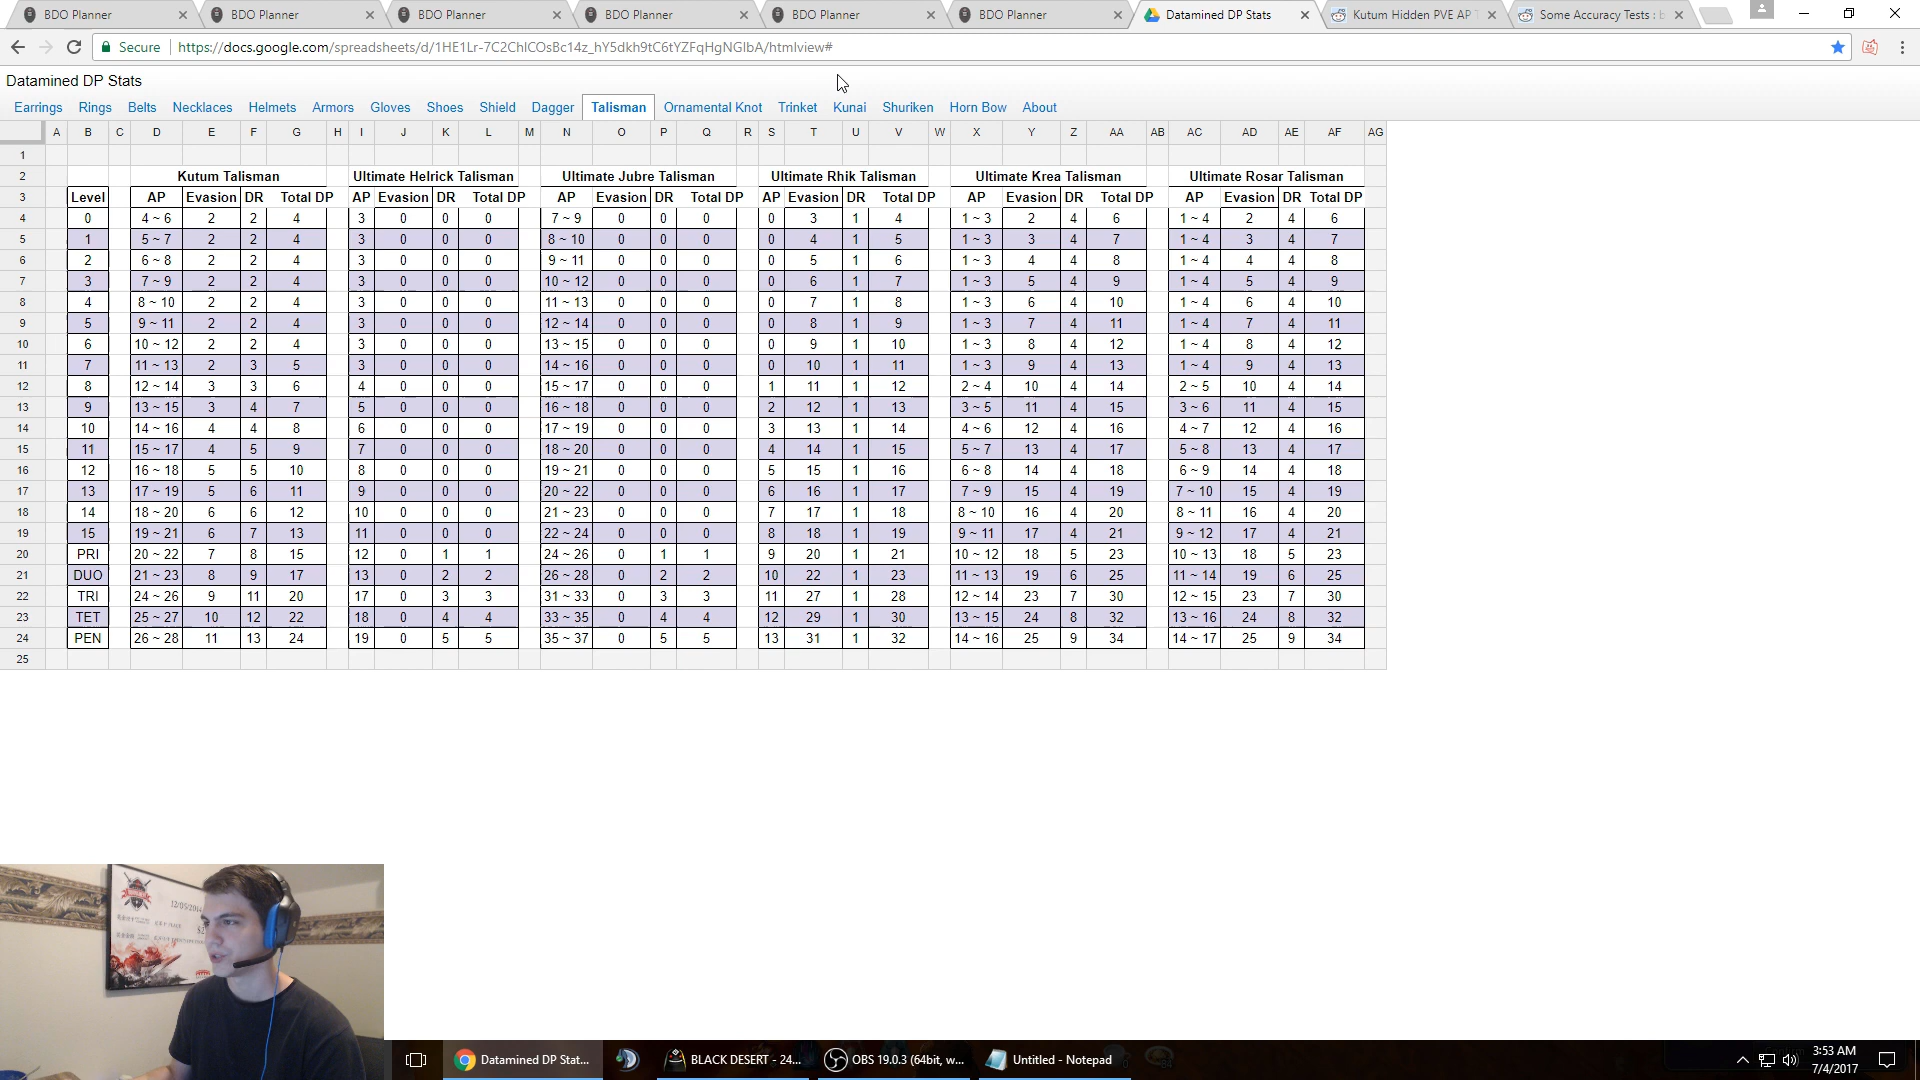 BDO Planner BDO Planner BDO Planner BDO Planner BDO Planner BDO Planner Datamined DP Stats Kutum Hidden PVE AP Some Accuracy Tests :
Secure https://docs.google.com/spreadsheets/d/1HE1Lr-7C2ChlCOsBc14z_hY5dkh9tC6tYZFqHgNGlbA/htmlview#
Datamined DP Stats
Earrings Rings Belts Necklaces Helmets Armors Gloves Shoes Shield Dagger Talisman Ornamental Knot Trinket Kunai Shuriken Horn Bow About
A B C D E F G H I J K L M N O P Q R S T U V W X Y Z AA AB AC AD AE AF AG
1
2 Kutum Talisman Ultimate Helrick Talisman Ultimate Jubre Talisman Ultimate Rhik Talisman Ultimate Krea Talisman Ultimate Rosar Talisman
3 Level AP Evasion DR Total DP AP Evasion DR Total DP AP Evasion DR Total DP AP Evasion DR Total DP AP Evasion DR Total DP AP Evasion DR Total DP
4 0 4 ~ 6 2 2 4 3 0 0 0 7 ~ 9 0 0 0 0 3 1 4 1 ~ 3 2 4 6 1 ~ 4 2 4 6
5 1 5 ~ 7 2 2 4 3 0 0 0 8 ~ 10 0 0 0 0 4 1 5 1 ~ 3 3 4 7 1 ~ 4 3 4 7
6 2 6 ~ 8 2 2 4 3 0 0 0 9 ~ 11 0 0 0 0 5 1 6 1 ~ 3 4 4 8 1 ~ 4 4 4 8
7 3 7 ~ 9 2 2 4 3 0 0 0 10 ~ 12 0 0 0 0 6 1 7 1 ~ 3 5 4 9 1 ~ 4 5 4 9
8 4 8 ~ 10 2 2 4 3 0 0 0 11 ~ 13 0 0 0 0 7 1 8 1 ~ 3 6 4 10 1 ~ 4 6 4 10
9 5 9 ~ 11 2 2 4 3 0 0 0 12 ~ 14 0 0 0 0 8 1 9 1 ~ 3 7 4 11 1 ~ 4 7 4 11
10 6 10 ~ 12 2 2 4 3 0 0 0 13 ~ 15 0 0 0 0 9 1 10 1 ~ 3 8 4 12 1 ~ 4 8 4 12
11 7 11 ~ 13 2 3 5 3 0 0 0 14 ~ 16 0 0 0 0 10 1 11 1 ~ 3 9 4 13 1 ~ 4 9 4 13
12 8 12 ~ 14 3 3 6 4 0 0 0 15 ~ 17 0 0 0 1 11 1 12 2 ~ 4 10 4 14 2 ~ 5 10 4 14
13 9 13 ~ 15 3 4 7 5 0 0 0 16 ~ 18 0 0 0 2 12 1 13 3 ~ 5 11 4 15 3 ~ 6 11 4 15
14 10 14 ~ 16 4 4 8 6 0 0 0 17 ~ 19 0 0 0 3 13 1 14 4 ~ 6 12 4 16 4 ~ 7 12 4 16
15 11 15 ~ 17 4 5 9 7 0 0 0 18 ~ 20 0 0 0 4 14 1 15 5 ~ 7 13 4 17 5 ~ 8 13 4 17
16 12 16 ~ 18 5 5 10 8 0 0 0 19 ~ 21 0 0 0 5 15 1 16 6 ~ 8 14 4 18 6 ~ 9 14 4 18
17 13 17 ~ 19 5 6 11 9 0 0 0 20 ~ 22 0 0 0 6 16 1 17 7 ~ 9 15 4 19 7 ~ 10 15 4 19
18 14 18 ~ 20 6 6 12 10 0 0 0 21 ~ 23 0 0 0 7 17 1 18 8 ~ 10 16 4 20 8 ~ 11 16 4 20
19 15 19 ~ 21 6 7 13 11 0 0 0 22 ~ 24 0 0 0 8 18 1 19 9 ~ 11 17 4 21 9 ~ 12 17 4 21
20 PRI 20 ~ 22 7 8 15 12 0 1 1 24 ~ 26 0 1 1 9 20 1 21 10 ~ 12 18 5 23 10 ~ 13 18 5 23
21 DUO 21 ~ 23 8 9 17 13 0 2 2 26 ~ 28 0 2 2 10 22 1 23 11 ~ 13 19 6 25 11 ~ 14 19 6 25
22 TRI 24 ~ 26 9 11 20 17 0 3 3 31 ~ 33 0 3 3 11 27 1 28 12 ~ 14 23 7 30 12 ~ 15 23 7 30
23 TET 25 ~ 27 10 12 22 18 0 4 4 33 ~ 35 0 4 4 12 29 1 30 13 ~ 15 24 8 32 13 ~ 16 24 8 32
24 PEN 26 ~ 28 11 13 24 19 0 5 5 35 ~ 37 0 5 5 13 31 1 32 14 ~ 16 25 9 34 14 ~ 17 25 9 34
25
Datamined DP Stat... BLACK DESERT - 24... OBS 19.0.3 (64bit, w... Untitled - Notepad 3:53 AM
7/4/2017